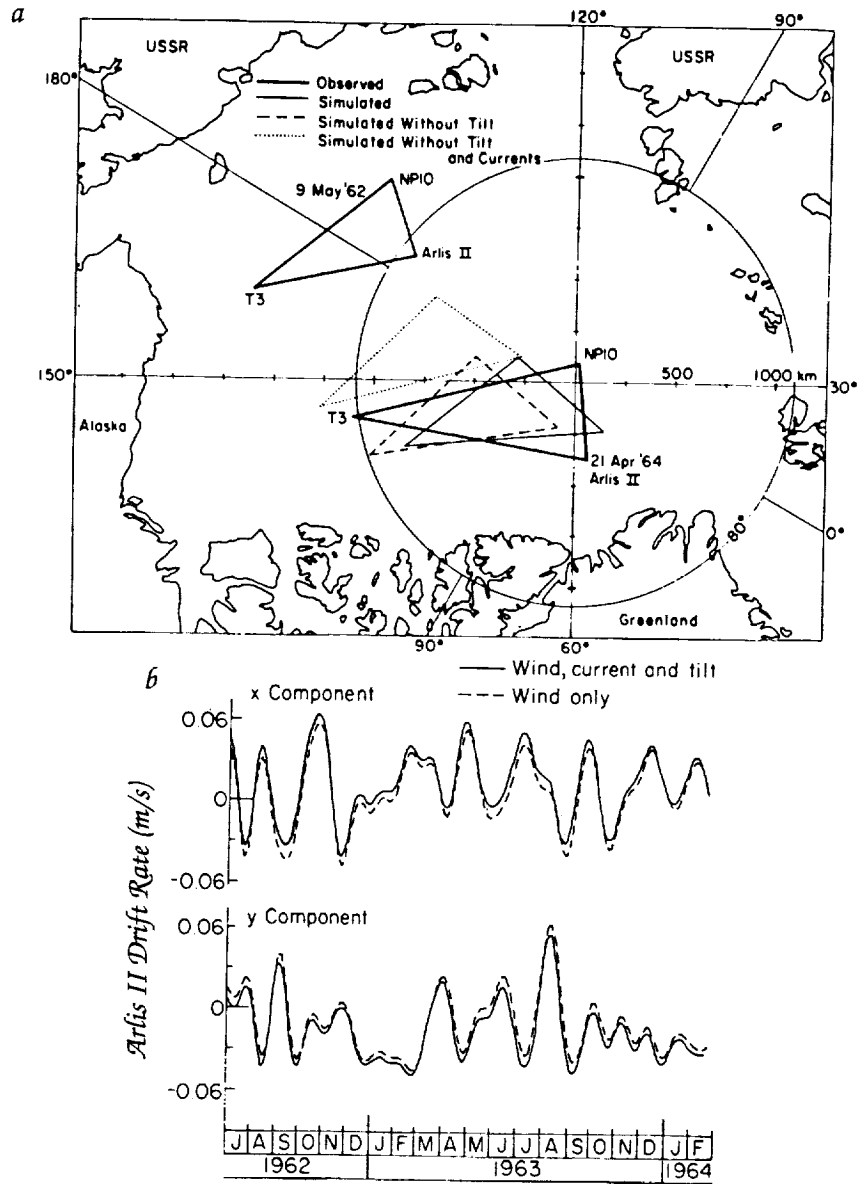 a
120°
90°
USSR
USSR
180°
Observed
Simulated
Simulated Without Tilt
Simulated Without Tilt
and Currents
9 May '62
NP10
Arlis II
T3
NP10
150°
500
1000 km
30°
Alaska
T3
21 Apr '64
Arlis II
80°
0°
Greenland
90°
60°
b
Wind, current and tilt
x Component
Wind only
0.06
0
-0.06
Arlis II Drift Rate (m/s)
0.06
y Component
0
-0.06
J A S O N D J F M A M J J A S O N D J F
1962 1963 1964